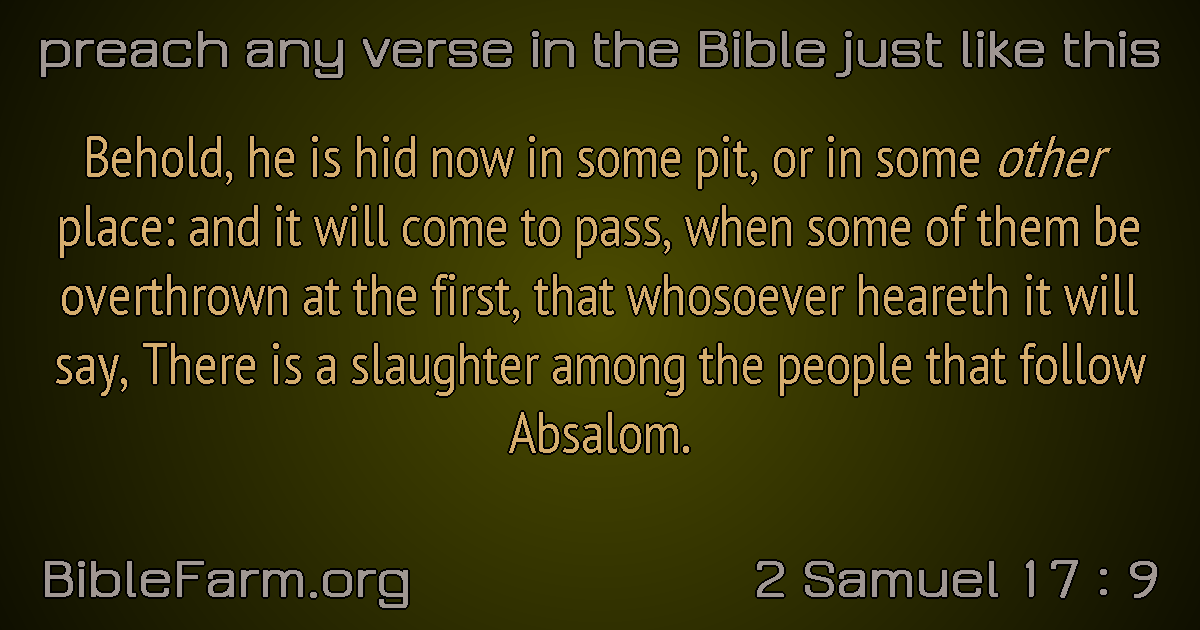 preach any verse in the Bible just like this
Behold, he is hid now in some pit, or in some other
place: and it will come to pass, when some of them be
overthrown at the first, that whosoever heareth it will
say, There is a slaughter among the people that follow
Absalom.
BibleFarm.org
2 Samuel 17 : 9